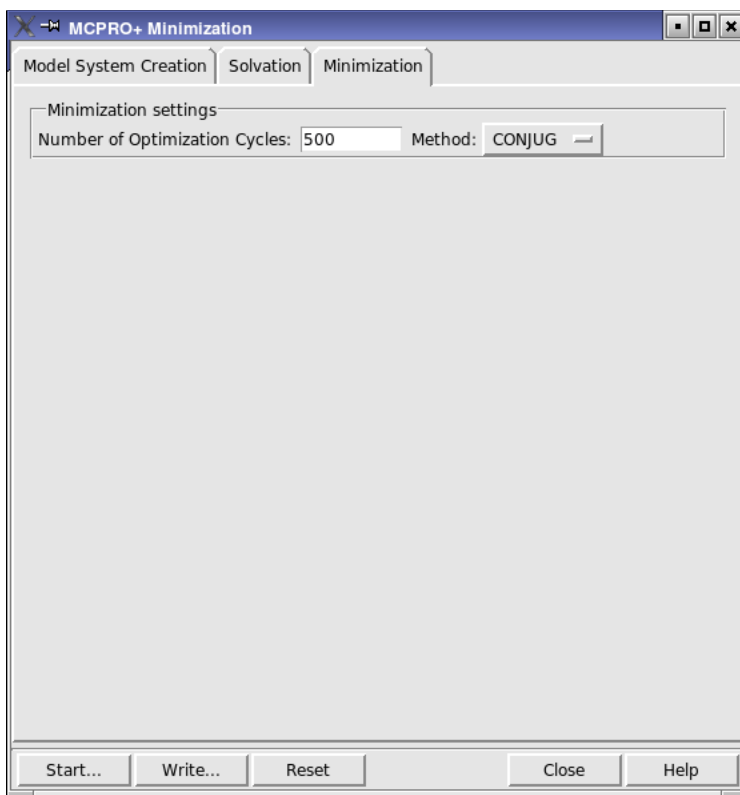 MCPRO+ Minimization
Model System Creation Solvation Minimization
Minimization settings
Number of Optimization Cycles: 500 Method: CONJUG
Start... Write... Reset Close Help